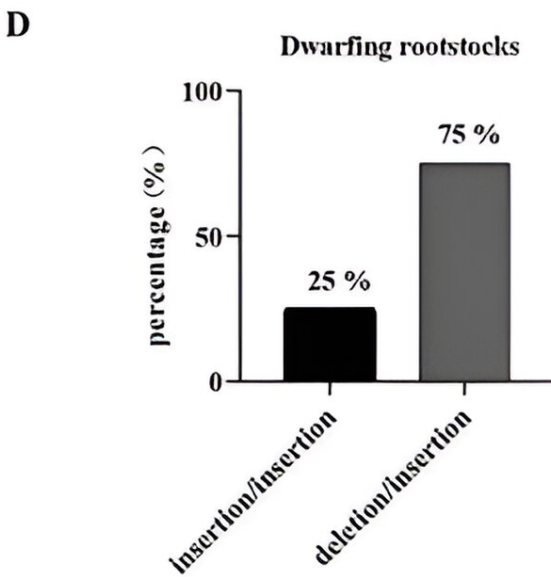 D
Dwarfing rootstocks
percentage (%)
100
50
0
25 %
75 %
insertion/insertion
deletion/insertion